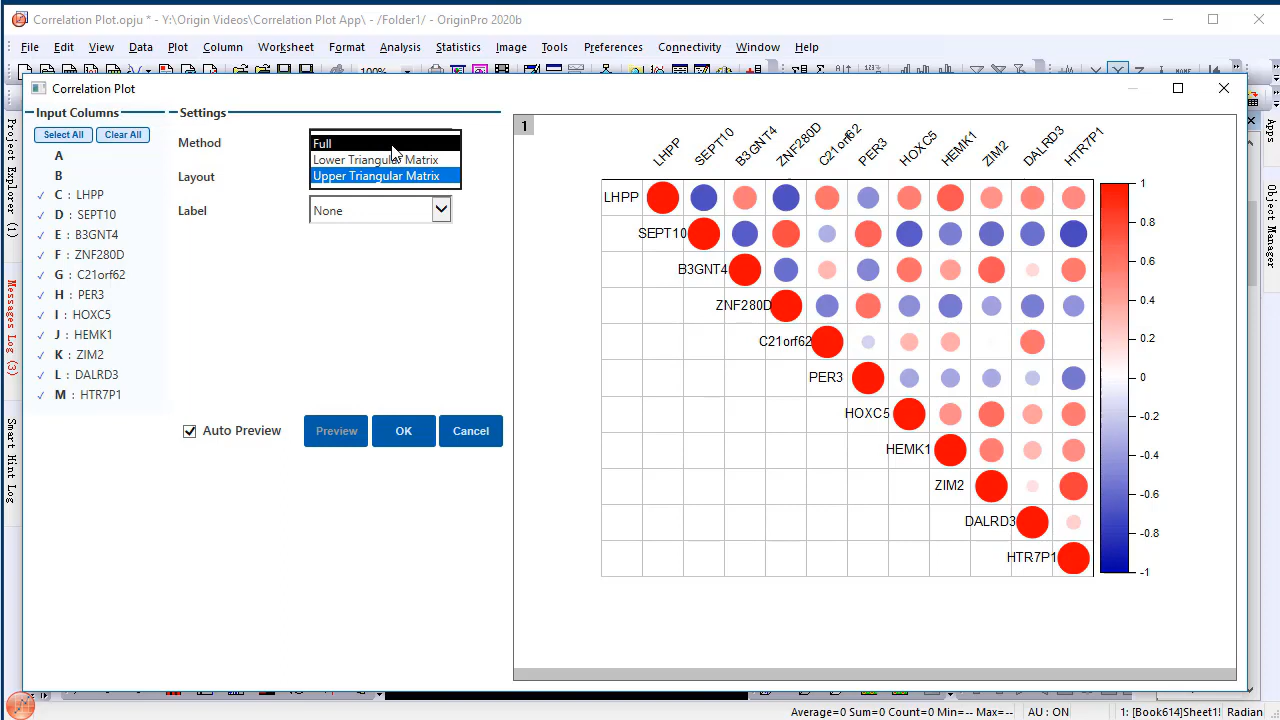 Correlation Plot.opju * - Y:\Origin Videos\Correlation Plot App\ - /Folder1/ - OriginPro 2020b
File Edit View Data Plot Column Worksheet Format Analysis Statistics Image Tools Preferences Connectivity Window Help
100%
Correlation Plot
Input Columns
Select All Clear All
A
B
C : LHPP
D : SEPT10
E : B3GNT4
F : ZNF280D
G : C21orf62
H : PER3
I : HOXC5
J : HEMK1
K : ZIM2
L : DALRD3
M : HTR7P1
Settings
Method
Full
Lower Triangular Matrix
Upper Triangular Matrix
Layout
Label None
Auto Preview Preview OK Cancel
1
LHPP SEPT10 B3GNT4 ZNF280D C21orf62 PER3 HOXC5 HEMK1 ZIM2 DALRD3 HTR7P1
LHPP
SEPT10
B3GNT4
ZNF280D
C21orf62
PER3
HOXC5
HEMK1
ZIM2
DALRD3
HTR7P1
1
0.8
0.6
0.4
0.2
0
-0.2
-0.4
-0.6
-0.8
-1
Project Explorer (1)
Messages Log (3)
Smart Hint Log
Object Manager
Average=0 Sum=0 Count=0 Min=-- Max=-- AU : ON 1: [Book614]Sheet1! Radian